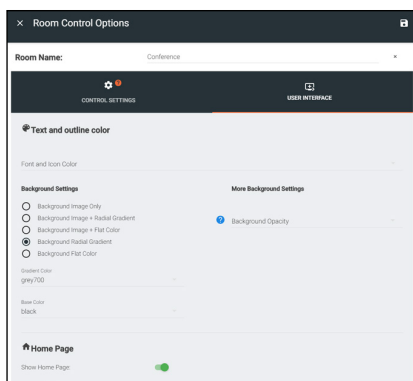 × Room Control Options
Room Name: Conference ×
CONTROL SETTINGS
USER INTERFACE
Text and outline color
Font and Icon Color
Background Settings
More Background Settings
Background Image Only
Background Image + Radial Gradient
? Background Opacity
Background Image + Flat Color
Background Radial Gradient
Background Flat Color
Gradient Color
grey700
Base Color
black
Home Page
Show Home Page: